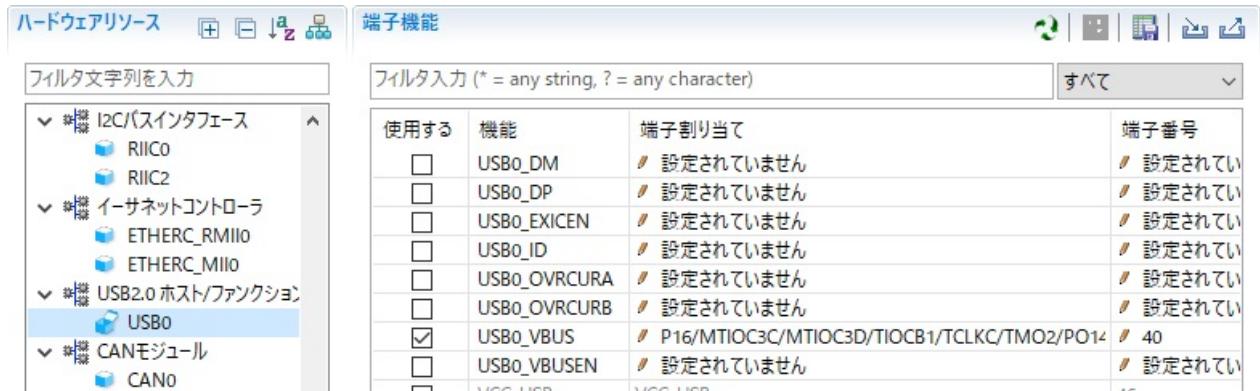 ハードウェアリソース
フィルタ文字列を入力
I2Cバスインタフェース
RIIC0
RIIC2
イーサネットコントローラ
ETHERC_RMII0
ETHERC_MII0
USB2.0 ホスト/ファンクション
USB0
CANモジュール
CAN0
端子機能
フィルタ入力 (* = any string, ? = any character) すべて
使用する 機能 端子割り当て 端子番号
USB0_DM 設定されていません 設定されてい
USB0_DP 設定されていません 設定されてい
USB0_EXICEN 設定されていません 設定されてい
USB0_ID 設定されていません 設定されてい
USB0_OVRCURA 設定されていません 設定されてい
USB0_OVRCURB 設定されていません 設定されてい
USB0_VBUS P16/MTIOC3C/MTIOC3D/TIOCB1/TCLKC/TMO2/PO14 40
USB0_VBUSEN 設定されていません 設定されてい